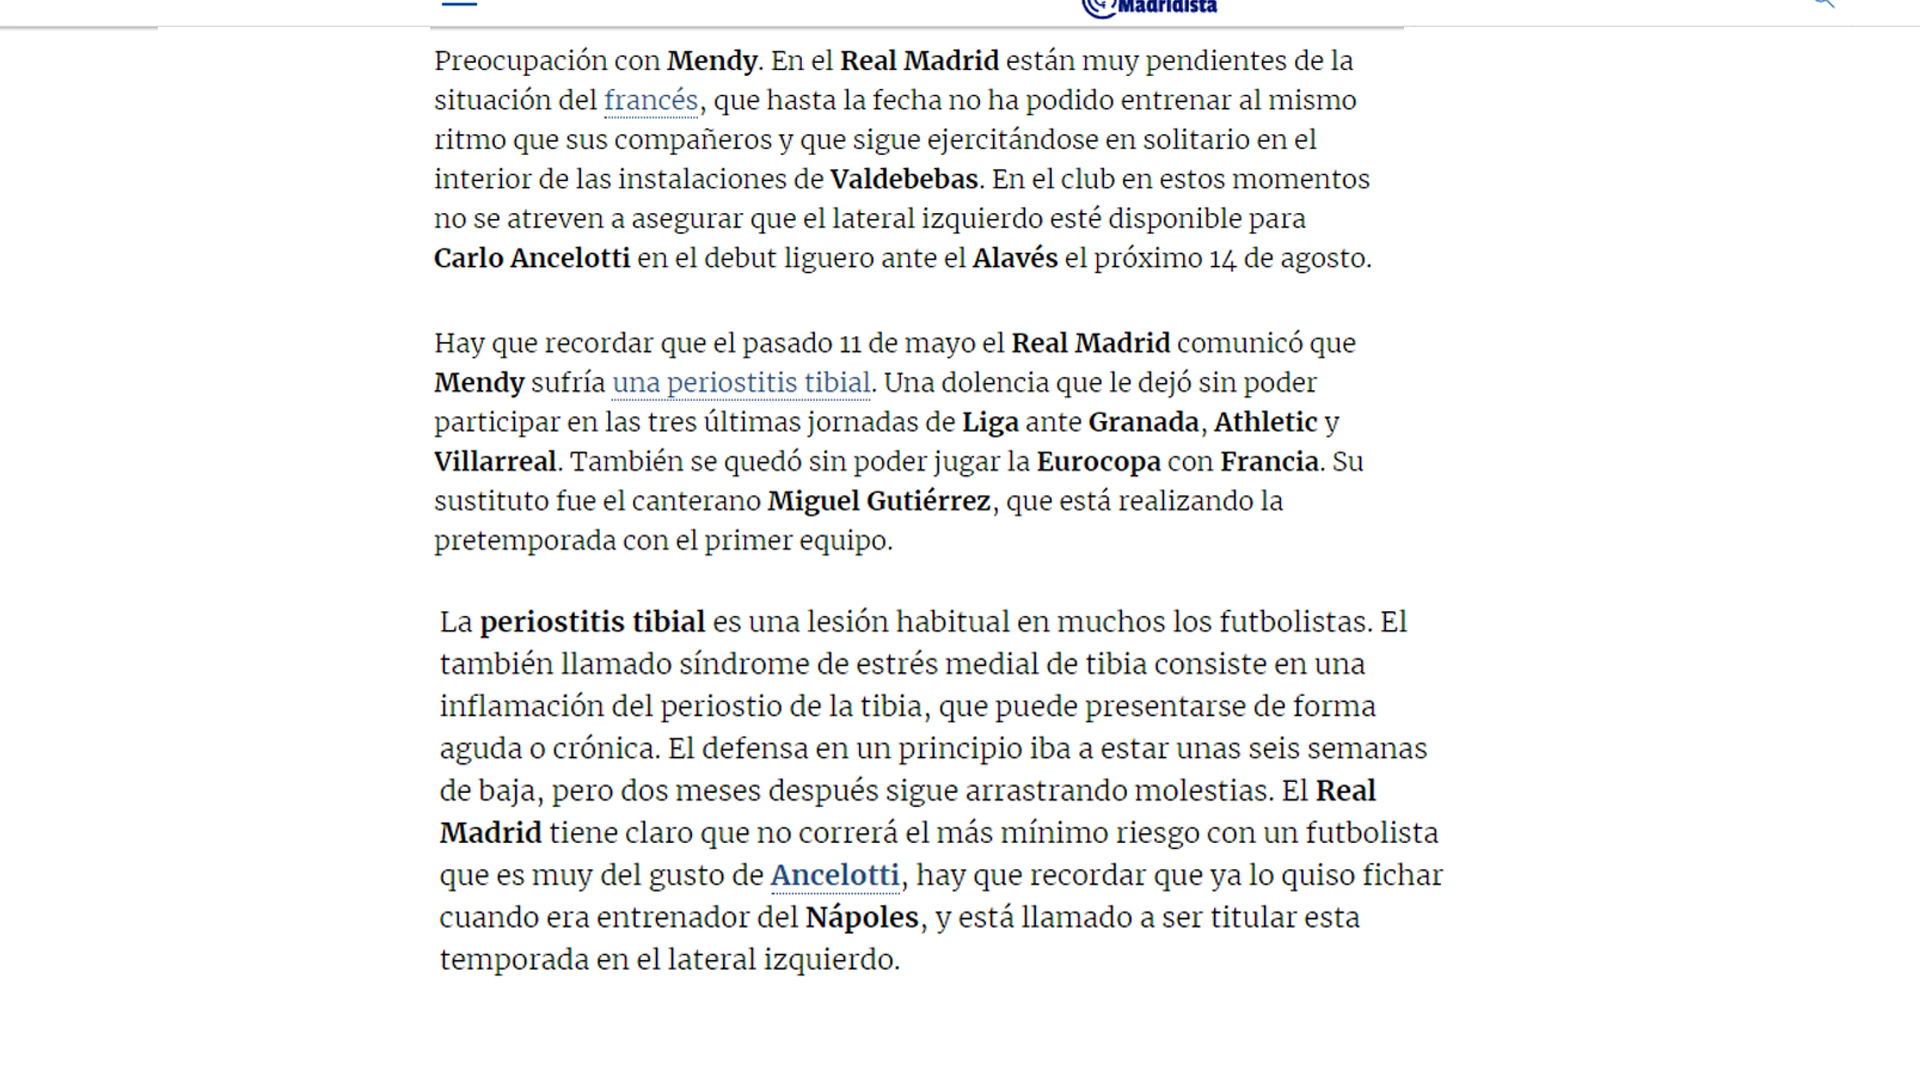 Madridista
Preocupación con Mendy. En el Real Madrid están muy pendientes de la
situación del francés, que hasta la fecha no ha podido entrenar al mismo
ritmo que sus compañeros y que sigue ejercitándose en solitario en el
interior de las instalaciones de Valdebebas. En el club en estos momentos
no se atreven a asegurar que el lateral izquierdo esté disponible para
Carlo Ancelotti en el debut liguero ante el Alavés el próximo 14 de agosto.
Hay que recordar que el pasado 11 de mayo el Real Madrid comunicó que
Mendy sufría una periostitis tibial. Una dolencia que le dejó sin poder
participar en las tres últimas jornadas de Liga ante Granada, Athletic y
Villarreal. También se quedó sin poder jugar la Eurocopa con Francia. Su
sustituto fue el canterano Miguel Gutiérrez, que está realizando la
pretemporada con el primer equipo.
La periostitis tibial es una lesión habitual en muchos los futbolistas. El
también llamado síndrome de estrés medial de tibia consiste en una
inflamación del periostio de la tibia, que puede presentarse de forma
aguda o crónica. El defensa en un principio iba a estar unas seis semanas
de baja, pero dos meses después sigue arrastrando molestias. El Real
Madrid tiene claro que no correrá el más mínimo riesgo con un futbolista
que es muy del gusto de Ancelotti, hay que recordar que ya lo quiso fichar
cuando era entrenador del Nápoles, y está llamado a ser titular esta
temporada en el lateral izquierdo.